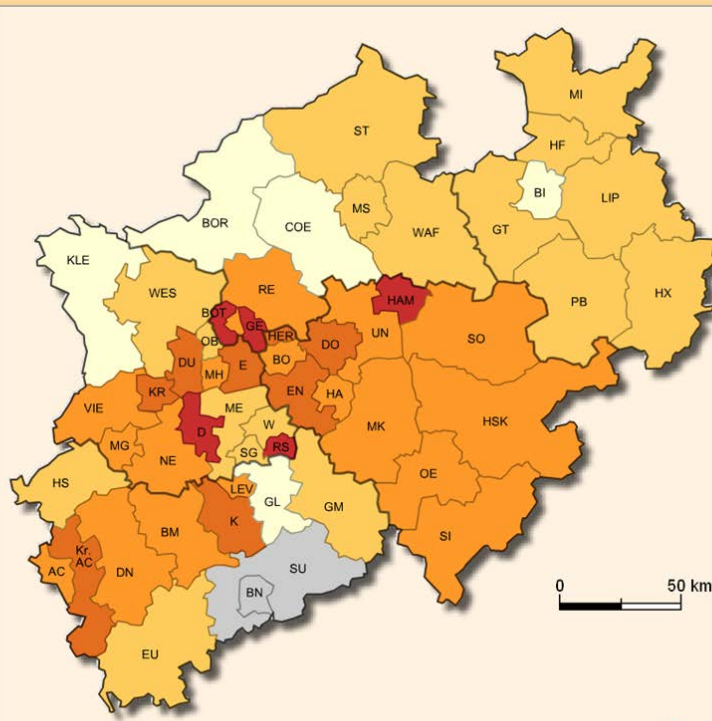 MI
ST
HF
BI
LIP
MS
BOR
COE
GT
WAF
KLE
WES
RE
HAM
PB
HX
BOT
GE
UN
SO
OB
HER
DO
DU
MH
E
BO
KR
EN
HA
VIE
ME
HSK
W
MK
MG
D
RS
NE
SG
OE
HS
LEV
GL
GM
K
BM
SI
Kr.
AC
AC
DN
SU
0
50 km
BN
EU